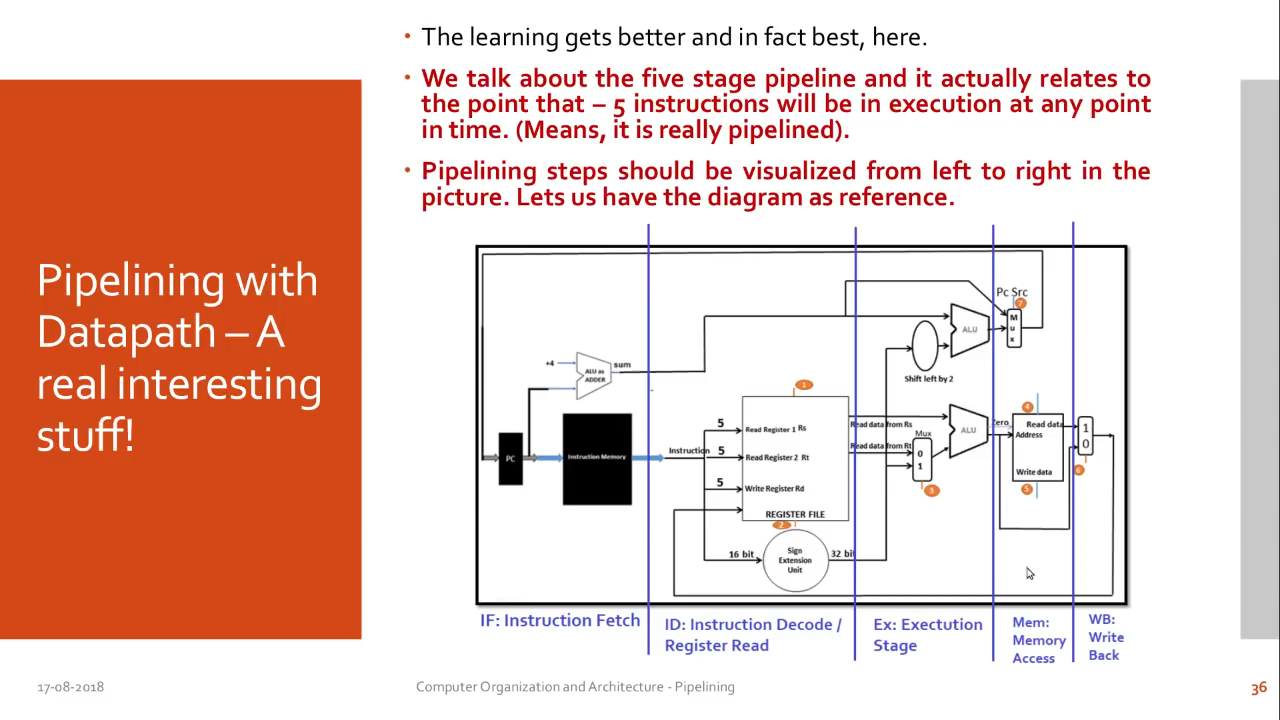 Pipelining with
Datapath – A
real interesting
stuff!
• The learning gets better and in fact best, here.
• We talk about the five stage pipeline and it actually relates to
the point that – 5 instructions will be in execution at any point
in time. (Means, it is really pipelined).
• Pipelining steps should be visualized from left to right in the
picture. Lets us have the diagram as reference.
Pc Src
7
M
u
x
ALU
+4
ALU as
ADDER
sum
Shift left by 2
1
PC
Instruction Memory
Instruction
5
5
5
Read Register 1 Rs
Read Register 2 Rt
Write Register Rd
REGISTER FILE
2
Read data from Rs
Read data from Rt
Mux
0
1
3
ALU
Zero
4
Read data
Address
Write data
5
1
0
6
16 bit
Sign
Extension
Unit
32 bit
IF: Instruction Fetch
ID: Instruction Decode /
Register Read
Ex: Exectution
Stage
Mem:
Memory
Access
WB:
Write
Back
17-08-2018
Computer Organization and Architecture - Pipelining
36